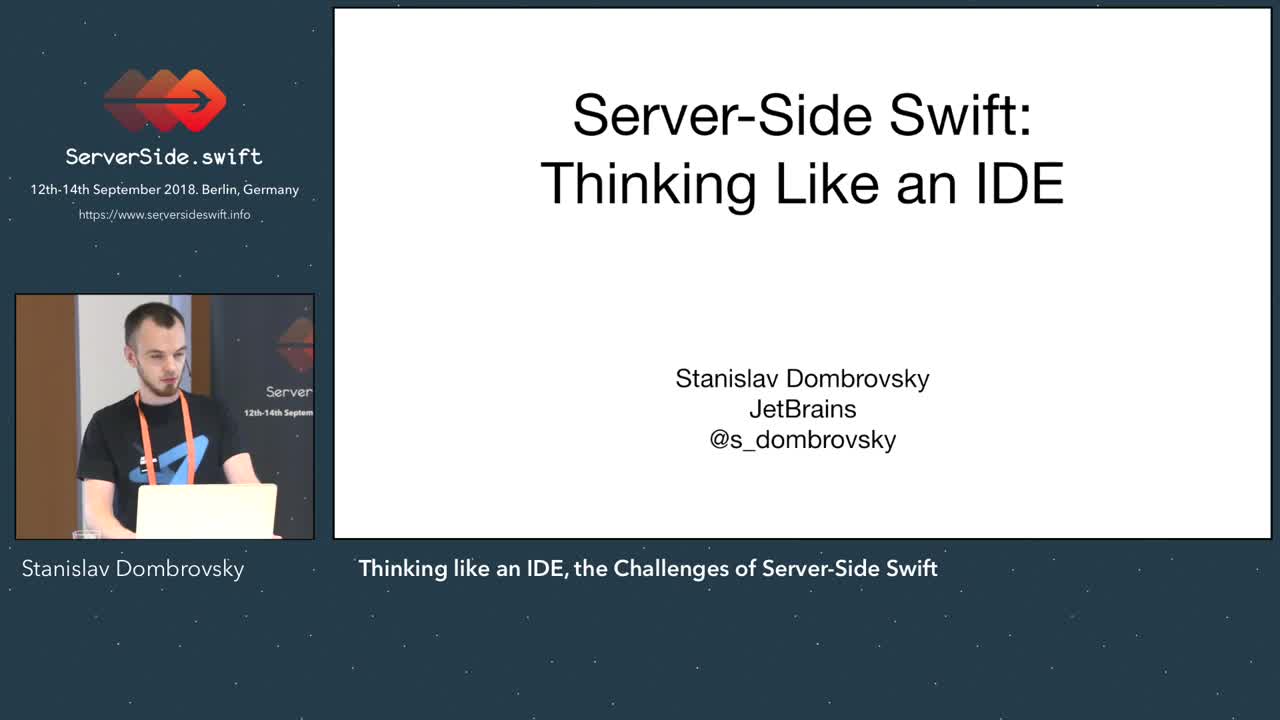 ServerSide.swift
12th-14th September 2018. Berlin, Germany
https://www.serversideswift.info
Server-Side Swift:
Thinking Like an IDE
Stanislav Dombrovsky
JetBrains
@s_dombrovsky
Server
12th-14th Septem
Stanislav Dombrovsky
Thinking like an IDE, the Challenges of Server-Side Swift